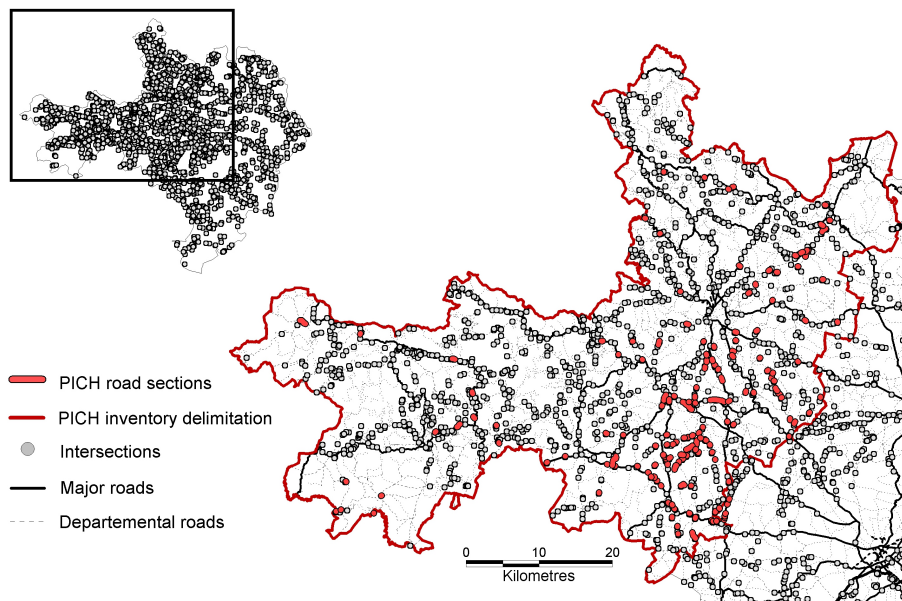 PICH road sections
PICH inventory delimitation
Intersections
Major roads
Departemental roads
0 10 20
Kilometres